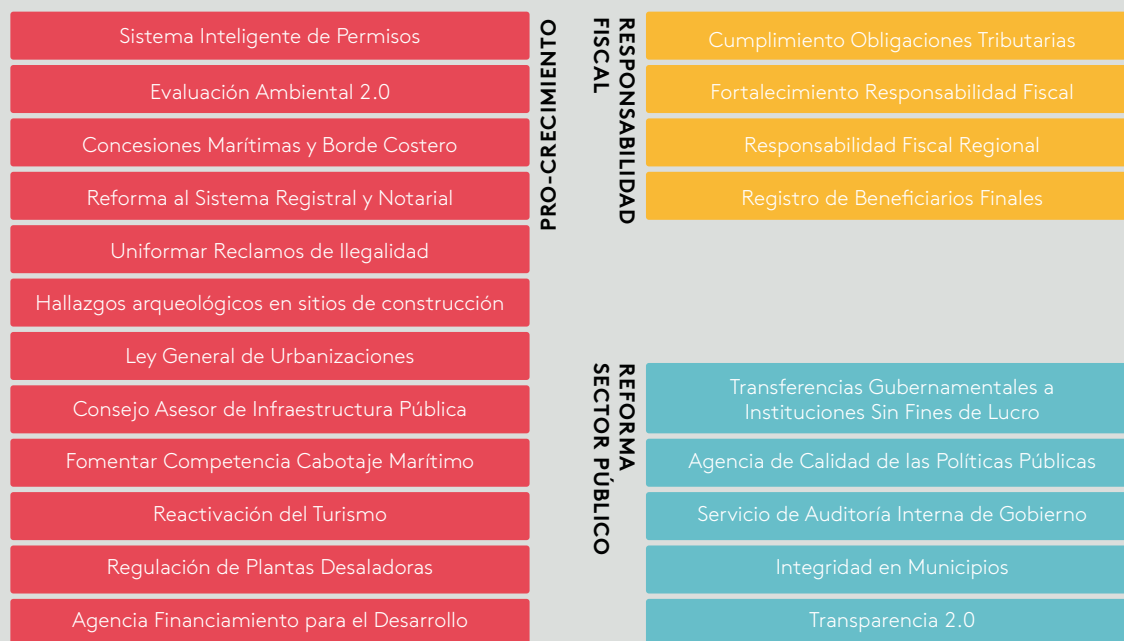 Sistema Inteligente de Permisos
Evaluación Ambiental 2.0
Concesiones Marítimas y Borde Costero
Reforma al Sistema Registral y Notarial
Uniformar Reclamos de Ilegalidad
Hallazgos arqueológicos en sitios de construcción
Ley General de Urbanizaciones
Consejo Asesor de Infraestructura Pública
Fomentar Competencia Cabotaje Marítimo
Reactivación del Turismo
Regulación de Plantas Desaladoras
Agencia Financiamiento para el Desarrollo
PRO-CRECIMIENTO
RESPONSABILIDAD
FISCAL
Cumplimiento Obligaciones Tributarias
Fortalecimiento Responsabilidad Fiscal
Responsabilidad Fiscal Regional
Registro de Beneficiarios Finales
REFORMA
SECTOR PÚBLICO
Transferencias Gubernamentales a
Instituciones Sin Fines de Lucro
Agencia de Calidad de las Políticas Públicas
Servicio de Auditoría Interna de Gobierno
Integridad en Municipios
Transparencia 2.0